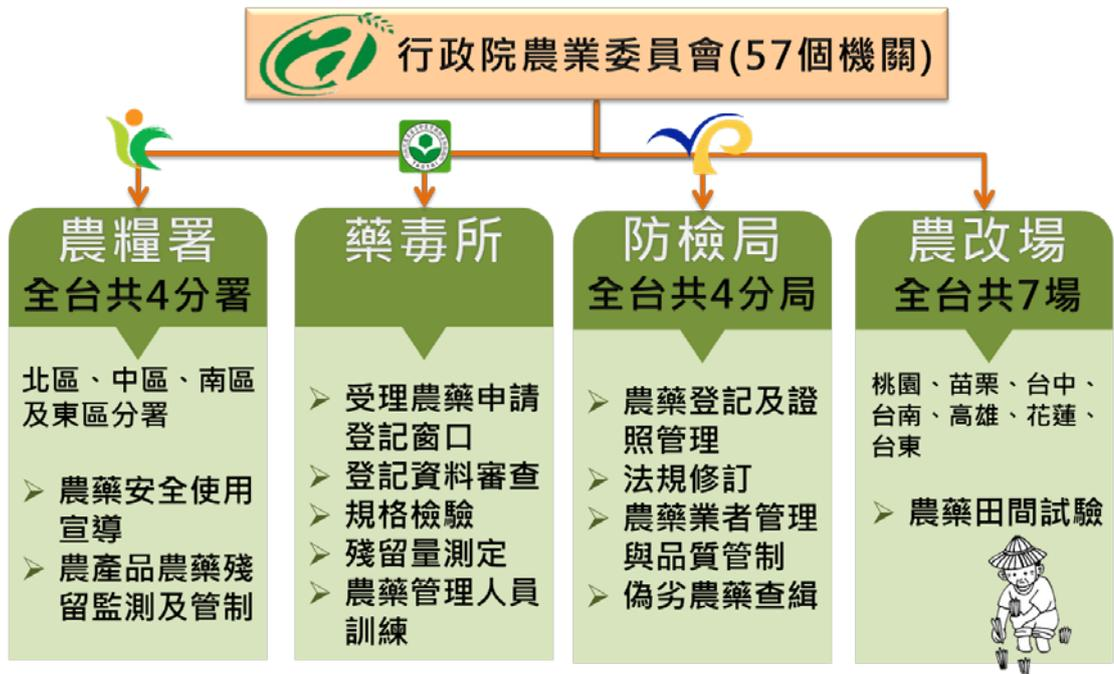 行政院農業委員會(57個機關)
農糧署
全台共4分署
北區、中區、南區
及東區分署
➢ 農藥安全使用
宣導
➢ 農產品農藥殘
留監測及管制
藥毒所
➢ 受理農藥申請
登記窗口
➢ 登記資料審查
➢ 規格檢驗
➢ 殘留量測定
➢ 農藥管理人員
訓練
防檢局
全台共4分局
➢ 農藥登記及證
照管理
➢ 法規修訂
➢ 農藥業者管理
與品質管制
➢ 偽劣農藥查緝
農改場
全台共7場
桃園、苗栗、台中、
台南、高雄、花蓮、
台東
➢ 農藥田間試驗